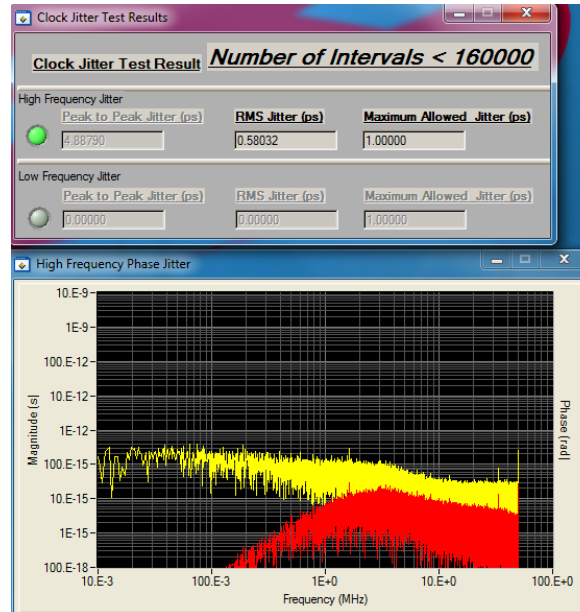 Clock Jitter Test Results
Clock Jitter Test Result Number of Intervals < 160000
High Frequency Jitter
Peak to Peak Jitter (ps) RMS Jitter (ps) Maximum Allowed Jitter (ps)
4.88790 0.58032 1.00000
Low Frequency Jitter
Peak to Peak Jitter (ps) RMS Jitter (ps) Maximum Allowed Jitter (ps)
0.00000 0.00000 1.00000
High Frequency Phase Jitter
10.E-9
1E-9
100.E-12
10.E-12
1E-12
100.E-15
10.E-15
1E-15
100.E-18
Magnitude [s]
Phase [rad]
10.E-3 100.E-3 1E+0 10.E+0 100.E+0
Frequency (MHz)